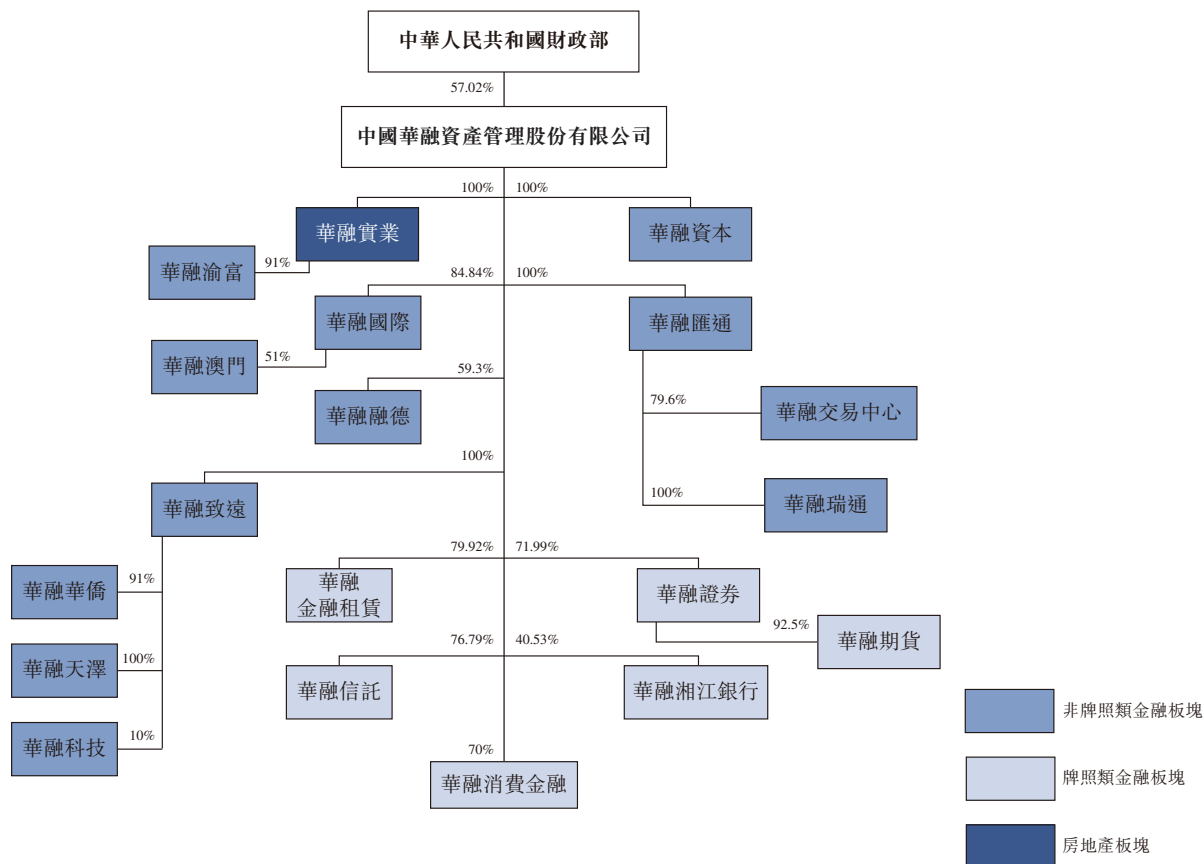 中華人民共和國財政部
57.02%
中國華融資產管理股份有限公司
100%
100%
華融實業
華融資本
華融渝富
91%
84.84%
100%
華融國際
華融匯通
華融澳門
51%
59.3%
華融融德
79.6%
華融交易中心
100%
華融致遠
100%
華融瑞通
79.92%
71.99%
華融華僑
91%
華融
金融租賃
華融證券
92.5%
華融期貨
76.79%
40.53%
華融天澤
100%
華融信託
華融湘江銀行
華融科技
10%
70%
華融消費金融
非牌照類金融板塊
牌照類金融板塊
房地產板塊